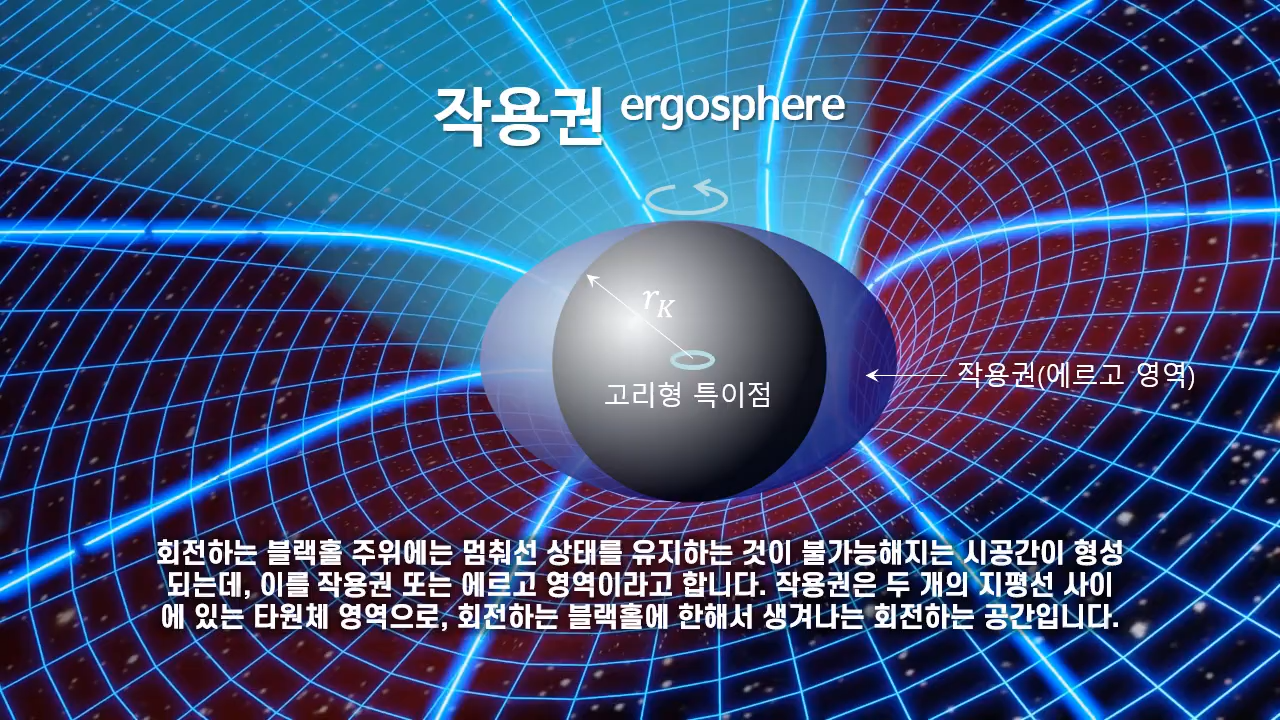 작용권 ergosphere
r_K
고리형 특이점
작용권(에르고 영역)
회전하는 블랙홀 주위에는 멈춰선 상태를 유지하는 것이 불가능해지는 시공간이 형성
되는데, 이를 작용권 또는 에르고 영역이라고 합니다. 작용권은 두 개의 지평선 사이
에 있는 타원체 영역으로, 회전하는 블랙홀에 한해서 생겨나는 회전하는 공간입니다.